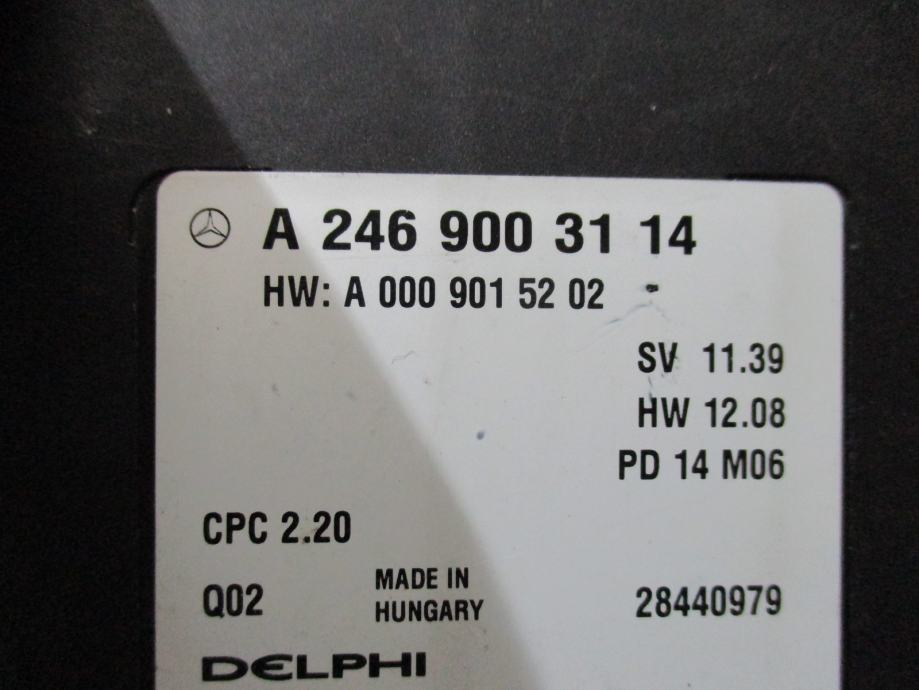 A 246 900 31 14
HW: A 000 901 52 02
SV 11.39
HW 12.08
PD 14 M06
CPC 2.20
Q02
MADE IN
HUNGARY
28440979
DELPHI